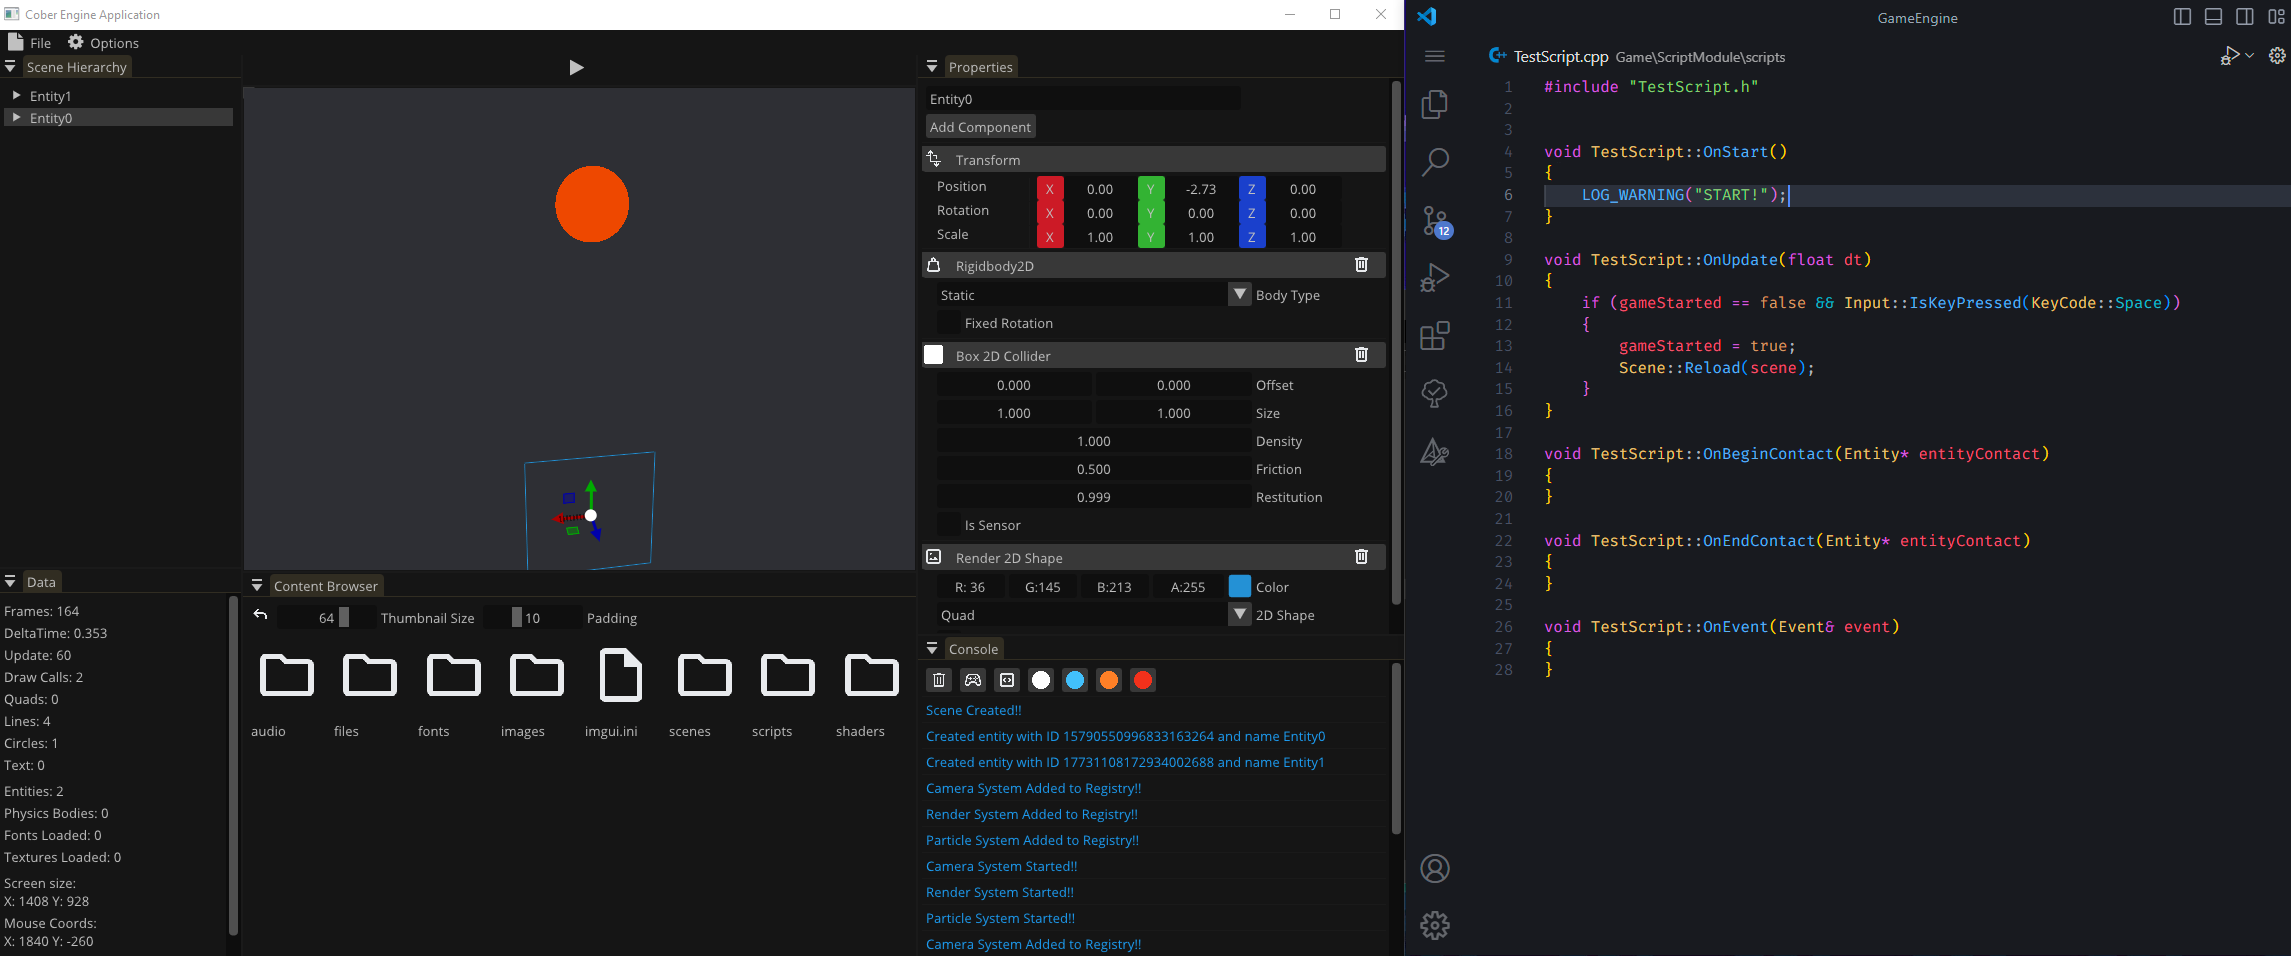 Cober Engine Application
File Options
Scene Hierarchy
Entity1
Entity0
Data
Frames: 164
DeltaTime: 0.353
Update: 60
Draw Calls: 2
Quads: 0
Lines: 4
Circles: 1
Text: 0
Entities: 2
Physics Bodies: 0
Fonts Loaded: 0
Textures Loaded: 0
Screen size:
X: 1408 Y: 928
Mouse Coords:
X: 1840 Y: -260
Content Browser
64 Thumbnail Size 10 Padding
audio files fonts images imgui.ini scenes scripts shaders
Properties
Entity0
Add Component
Transform
Position X 0.00 Y -2.73 Z 0.00
Rotation X 0.00 Y 0.00 Z 0.00
Scale X 1.00 Y 1.00 Z 1.00
Rigidbody2D
Static Body Type
Fixed Rotation
Box 2D Collider
0.000 0.000 Offset
1.000 1.000 Size
1.000 Density
0.500 Friction
0.999 Restitution
Is Sensor
Render 2D Shape
R: 36 G:145 B:213 A:255 Color
Quad 2D Shape
Console
Scene Created!!
Created entity with ID 15790550996833163264 and name Entity0
Created entity with ID 17731108172934002688 and name Entity1
Camera System Added to Registry!!
Render System Added to Registry!!
Particle System Added to Registry!!
Camera System Started!!
Render System Started!!
Particle System Started!!
Camera System Added to Registry!!
GameEngine
TestScript.cpp Game\ScriptModule\scripts
12
1 #include "TestScript.h"
2
3
4 void TestScript::OnStart()
5 {
6 LOG_WARNING("START!");
7 }
8
9 void TestScript::OnUpdate(float dt)
10 {
11 if (gameStarted == false && Input::IsKeyPressed(KeyCode::Space))
12 {
13 gameStarted = true;
14 Scene::Reload(scene);
15 }
16 }
17
18 void TestScript::OnBeginContact(Entity* entityContact)
19 {
20 }
21
22 void TestScript::OnEndContact(Entity* entityContact)
23 {
24 }
25
26 void TestScript::OnEvent(Event& event)
27 {
28 }